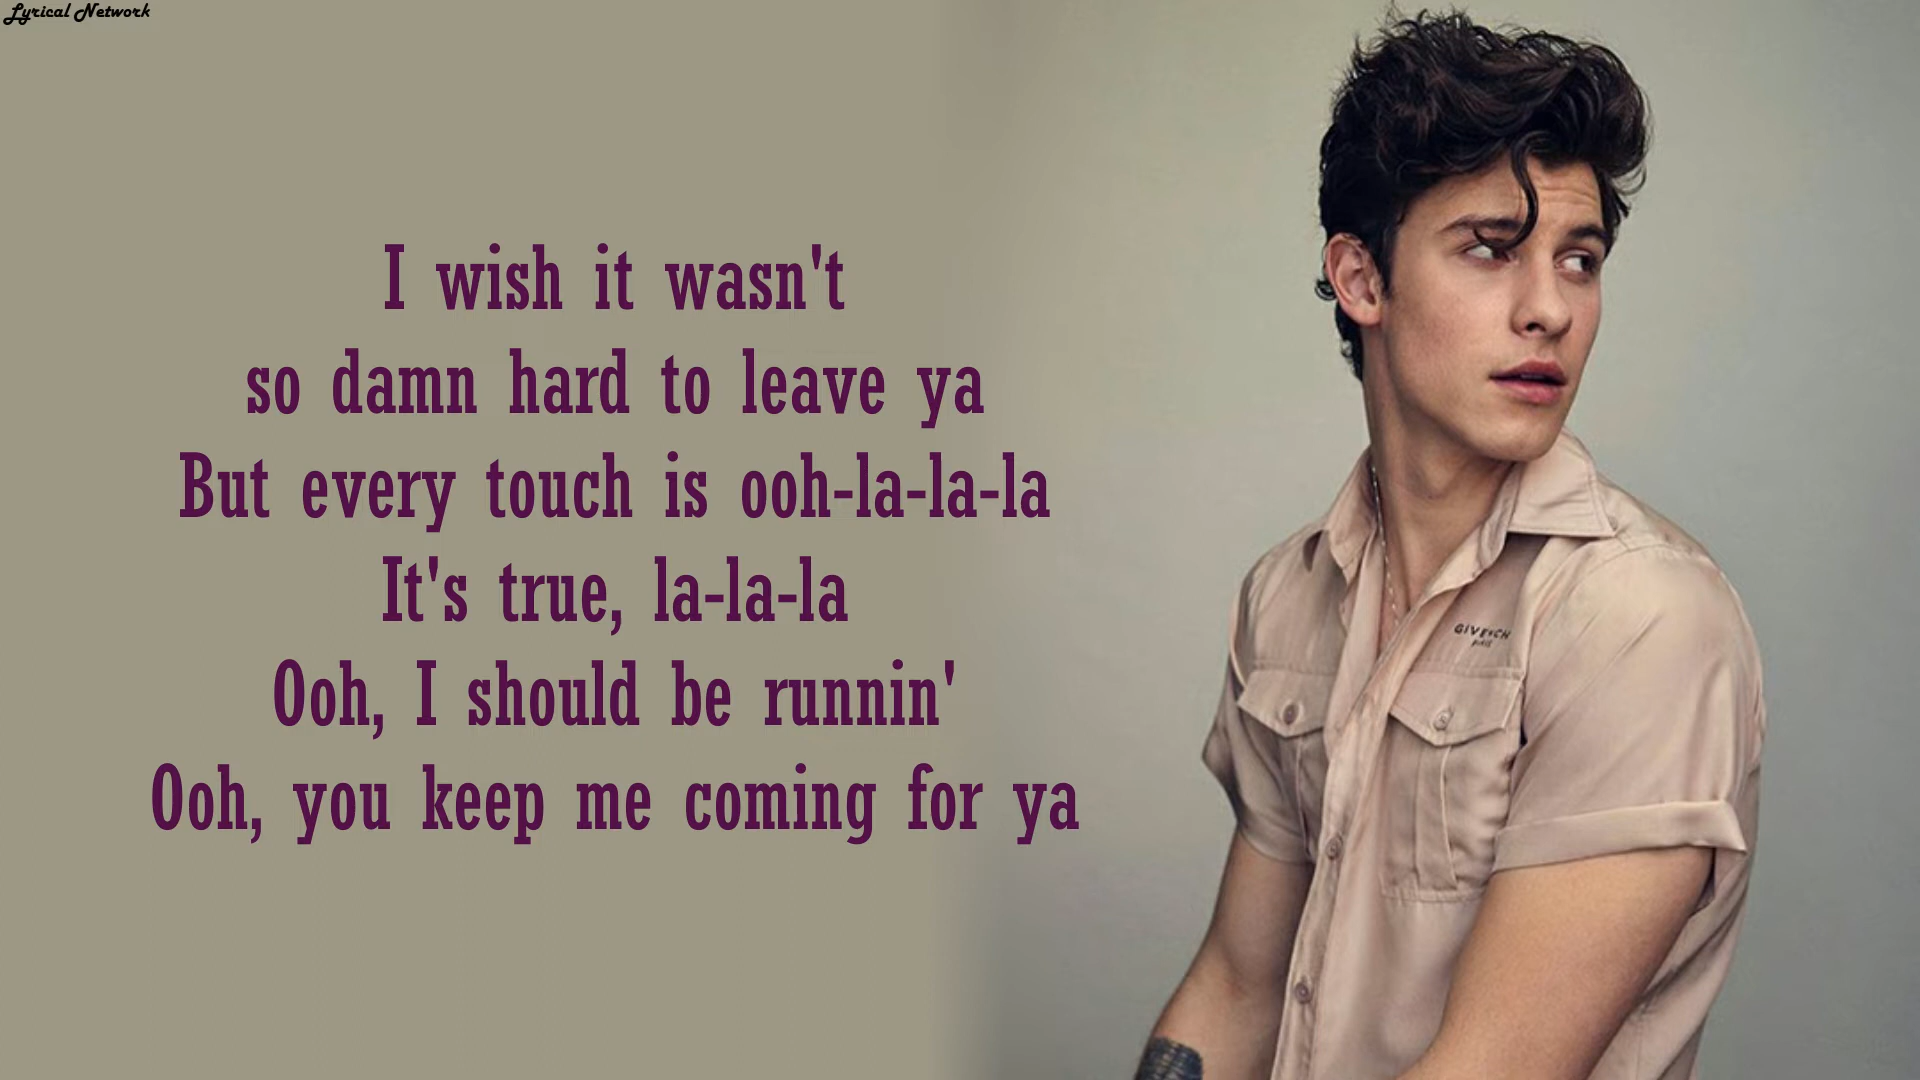 Lyrical Network
I wish it wasn't
so damn hard to leave ya
But every touch is ooh-la-la-la
It's true, la-la-la
Ooh, I should be runnin'
Ooh, you keep me coming for ya